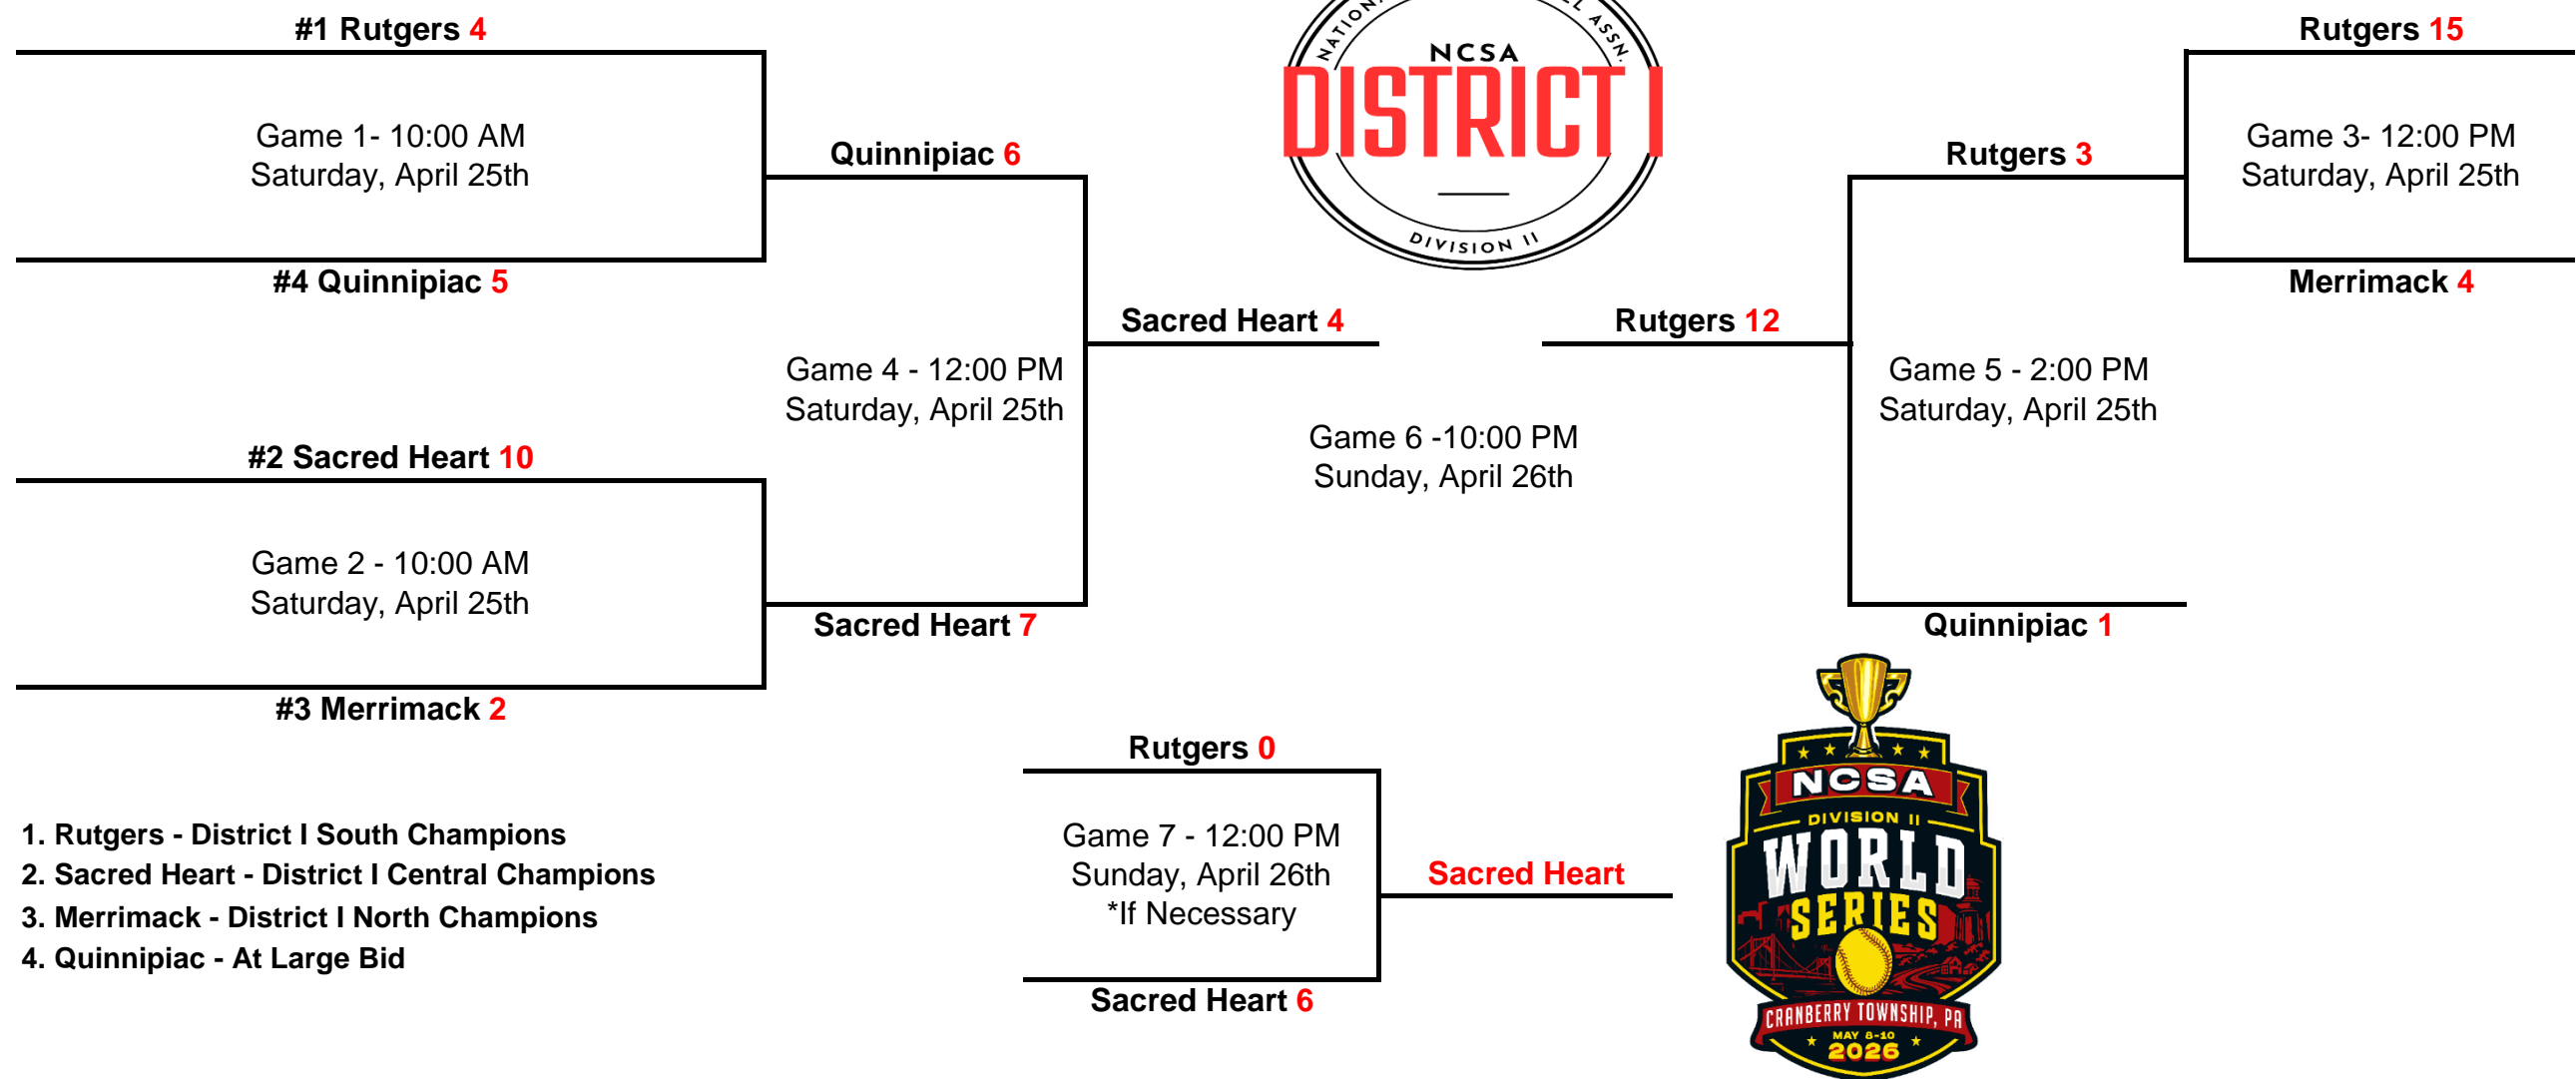 #1 Rutgers 4
Game 1- 10:00 AM
Saturday, April 25th
#4 Quinnipiac 5
Quinnipiac 6
#2 Sacred Heart 10
Game 2 - 10:00 AM
Saturday, April 25th
#3 Merrimack 2
Game 4 - 12:00 PM
Saturday, April 25th
Sacred Heart 7
Sacred Heart 4
NCSA
DISTRICT I
DIVISION II
ASSN.
Rutgers 12
Game 6 -10:00 PM
Sunday, April 26th
Rutgers 15
Game 3- 12:00 PM
Saturday, April 25th
Merrimack 4
Rutgers 3
Game 5 - 2:00 PM
Saturday, April 25th
Quinnipiac 1
Rutgers 0
Game 7 - 12:00 PM
Sunday, April 26th
*If Necessary
Sacred Heart 6
Sacred Heart
1. Rutgers - District I South Champions
2. Sacred Heart - District I Central Champions
3. Merrimack - District I North Champions
4. Quinnipiac - At Large Bid
NCSA
DIVISION II
WORLD
SERIES
CRANBERRY TOWNSHIP, PA
MAY 8-10
2026